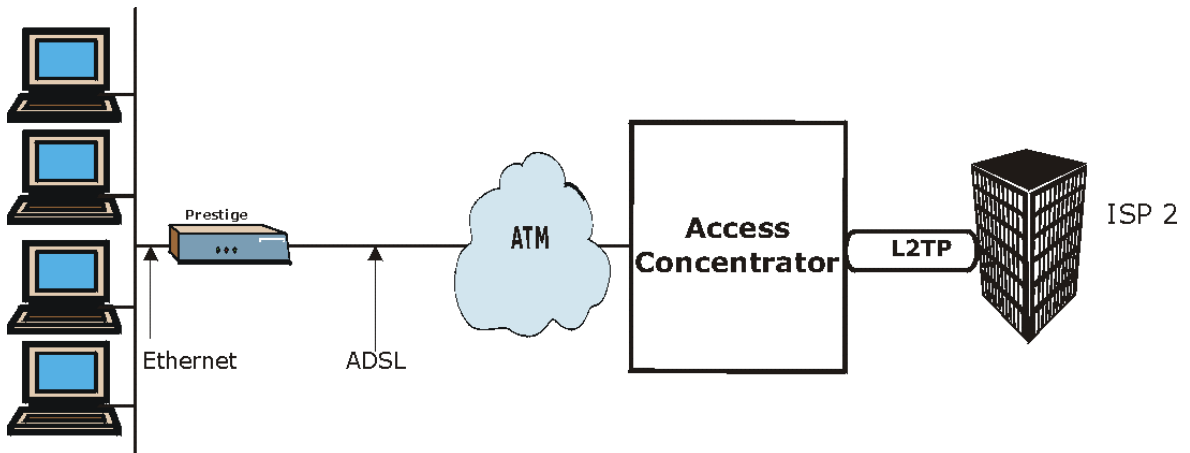 Prestige
Ethernet
ADSL
ATM
Access
Concentrator
L2TP
ISP 2